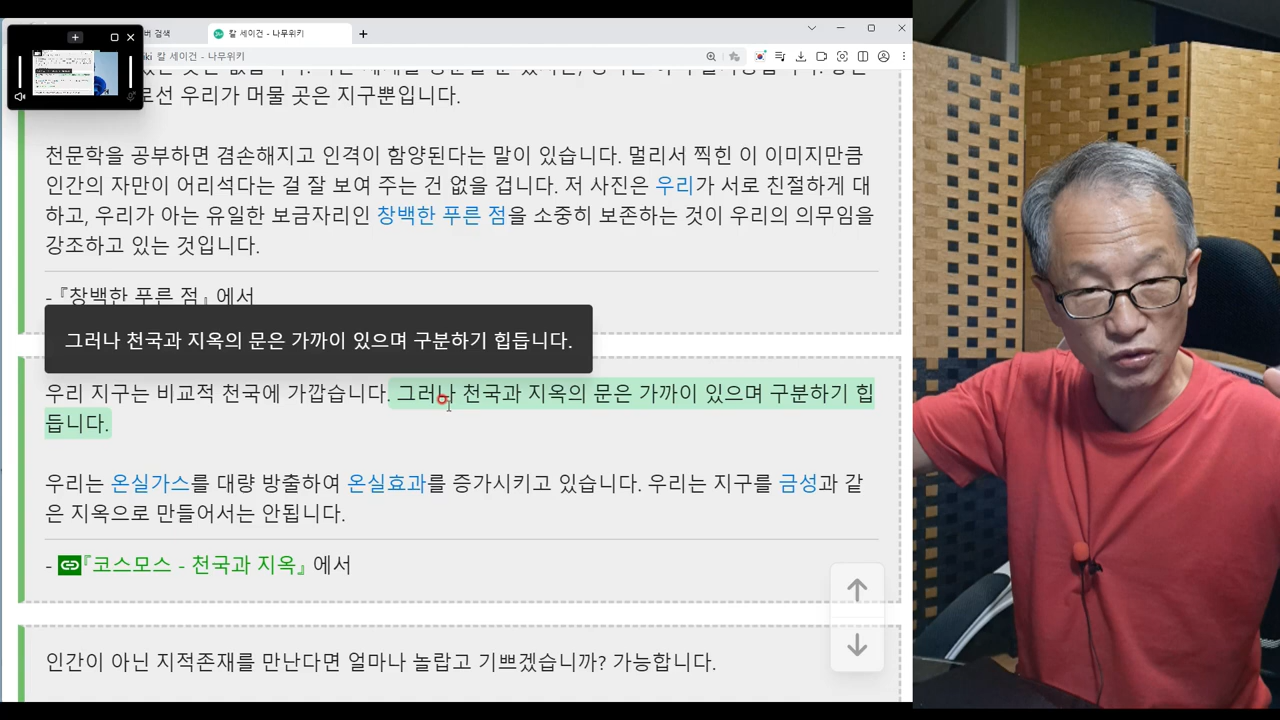 버 검색
칼 세이건 - 나무위키
iki 칼 세이건 - 나무위키
로선 우리가 머물 곳은 지구뿐입니다.
천문학을 공부하면 겸손해지고 인격이 함양된다는 말이 있습니다. 멀리서 찍힌 이 이미지만큼
인간의 자만이 어리석다는 걸 잘 보여 주는 건 없을 겁니다. 저 사진은 우리가 서로 친절하게 대
하고, 우리가 아는 유일한 보금자리인 창백한 푸른 점을 소중히 보존하는 것이 우리의 의무임을
강조하고 있는 것입니다.
-『창백한 푸른 점』에서
그러나 천국과 지옥의 문은 가까이 있으며 구분하기 힙듭니다.
우리 지구는 비교적 천국에 가깝습니다. 그러나 천국과 지옥의 문은 가까이 있으며 구분하기 힙
듭니다.
우리는 온실가스를 대량 방출하여 온실효과를 증가시키고 있습니다. 우리는 지구를 금성과 같
은 지옥으로 만들어서는 안됩니다.
- 『코스모스 - 천국과 지옥』에서
인간이 아닌 지적존재를 만난다면 얼마나 놀랍고 기쁘겠습니까? 가능합니다.